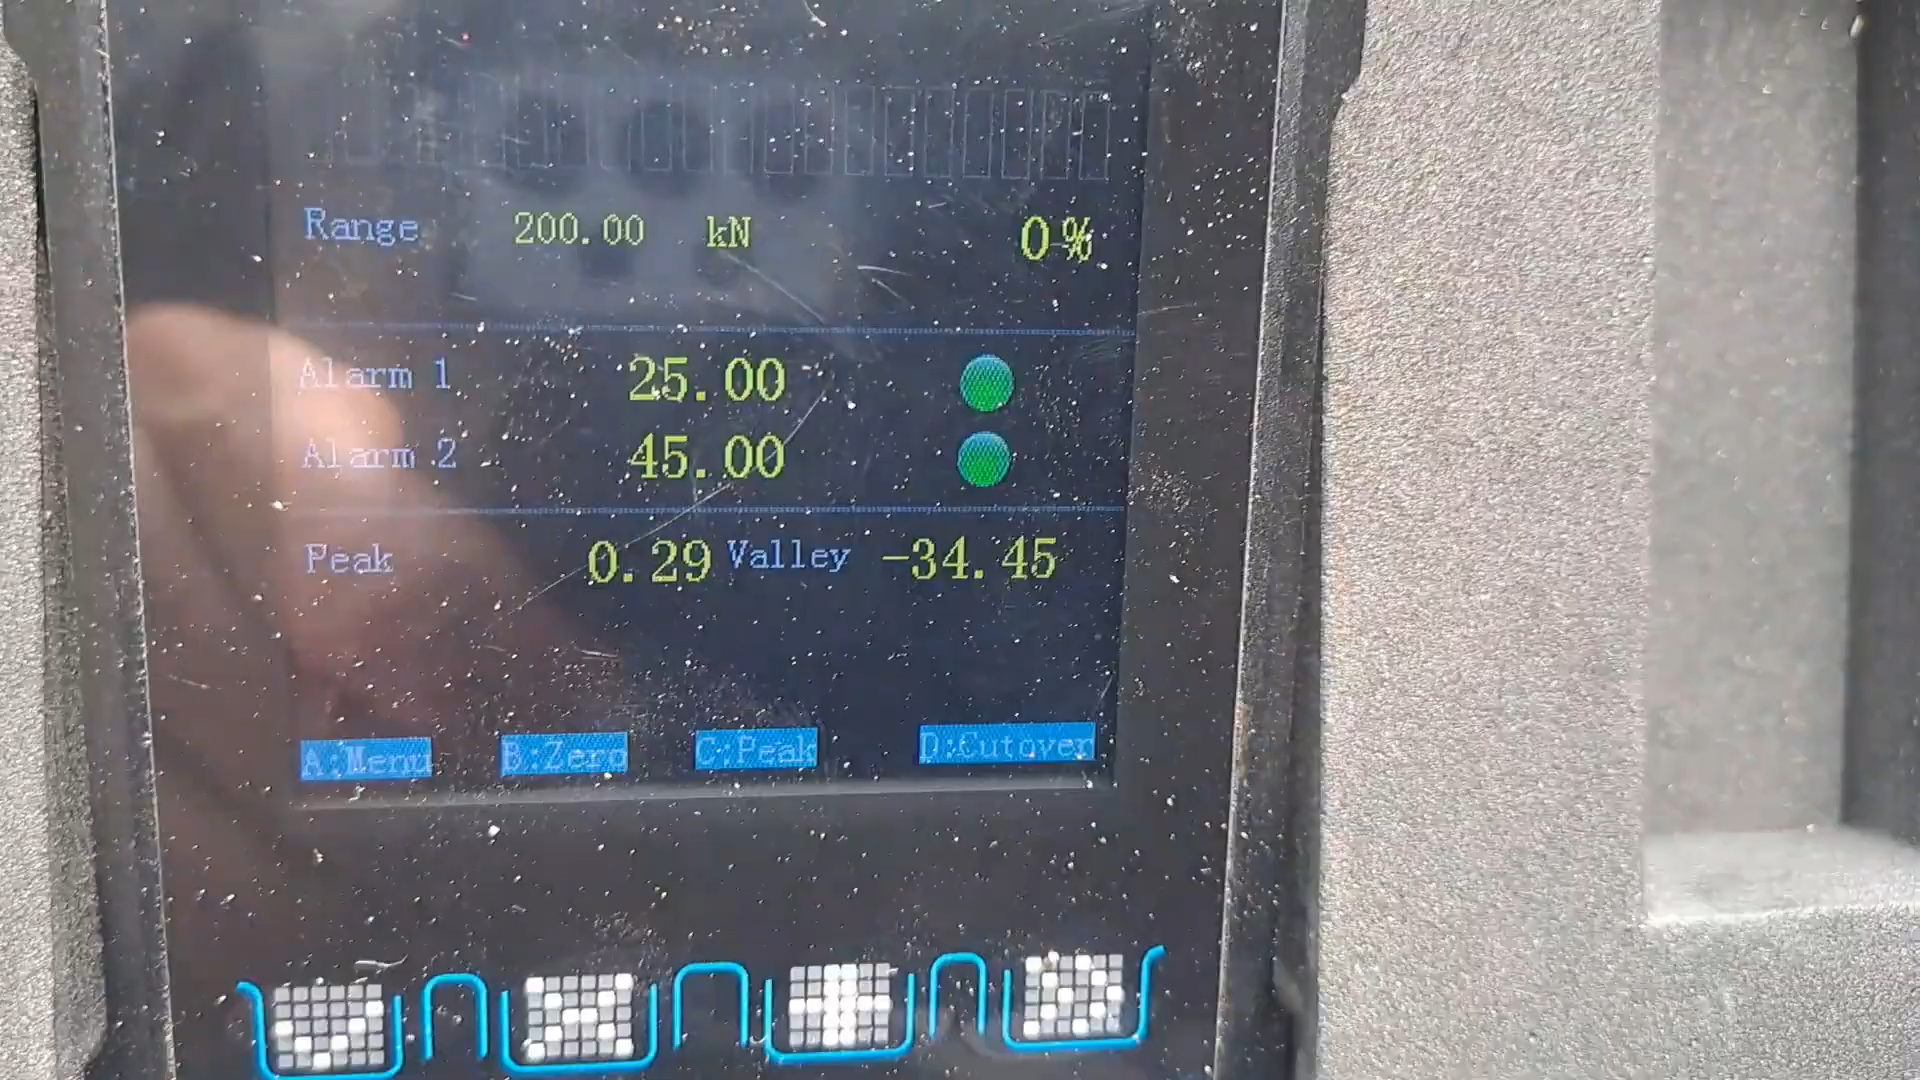 Range 200.00 kN 0%
Alarm 1 25.00
Alarm 2 45.00
Peak 0.29 Valley -34.45
A:Menu B:Zero C:Peak D:Cutover